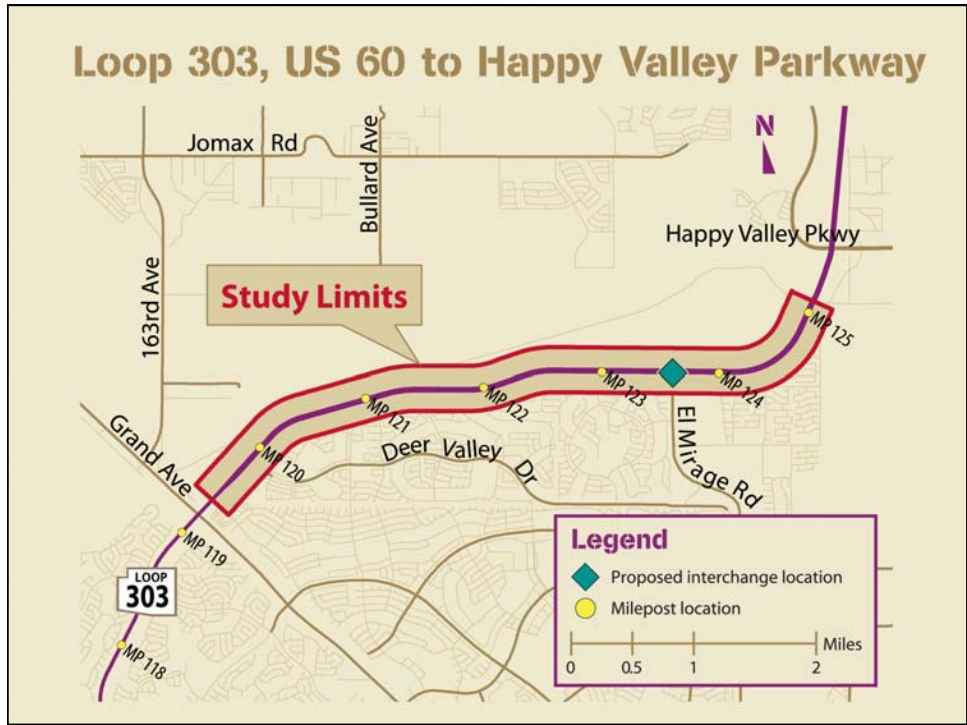 Loop 303, US 60 to Happy Valley Parkway
Jomax Rd
Bullard Ave
N
Happy Valley Pkwy
163rd Ave
Study Limits
MP 125
MP 124
MP 123
MP 122
MP 121
MP 120
Grand Ave
Deer Valley Dr
El Mirage Rd
MP 119
LOOP
303
MP 118
Legend
Proposed interchange location
Milepost location
Miles
0 0.5 1 2